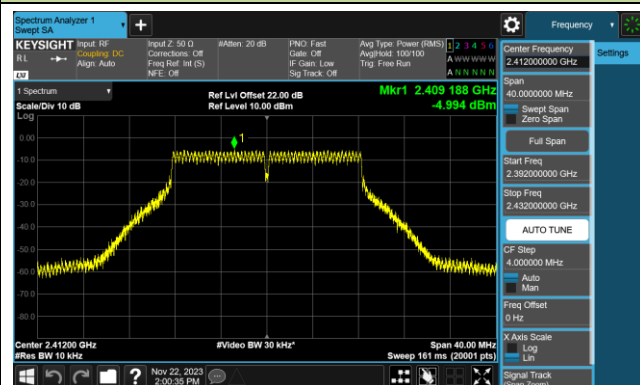 Spectrum Analyzer 1
Swept SA
Frequency
KEYSIGHT
RL
Input: RF
Coupling: DC
Align: Auto
Input Z: 50 Ω
Corrections: Off
Freq Ref: Int (S)
NFE: Off
#Atten: 20 dB
PNO: Fast
Gate: Off
IF Gain: Low
Sig Track: Off
Avg Type: Power (RMS)
Avg|Hold: 100/100
Trig: Free Run
1 2 3 4 5 6
A W W W W W
A N N N N N
1 Spectrum
Scale/Div 10 dB
Log
Ref Lvl Offset 22.00 dB
Ref Level 10.00 dBm
Mkr1 2.409 188 GHz
-4.994 dBm
1
0.00
-10.0
-20.0
-30.0
-40.0
-50.0
-60.0
-70.0
-80.0
Center 2.41200 GHz
#Res BW 10 kHz
#Video BW 30 kHz*
Span 40.00 MHz
Sweep 161 ms (20001 pts)
Nov 22, 2023
2:00:35 PM
Center Frequency
2.412000000 GHz
Settings
Span
40.0000000 MHz
Swept Span
Zero Span
Full Span
Start Freq
2.392000000 GHz
Stop Freq
2.432000000 GHz
AUTO TUNE
CF Step
4.000000 MHz
Auto
Man
Freq Offset
0 Hz
X Axis Scale
Log
Lin
Signal Track
(Span Zoom)